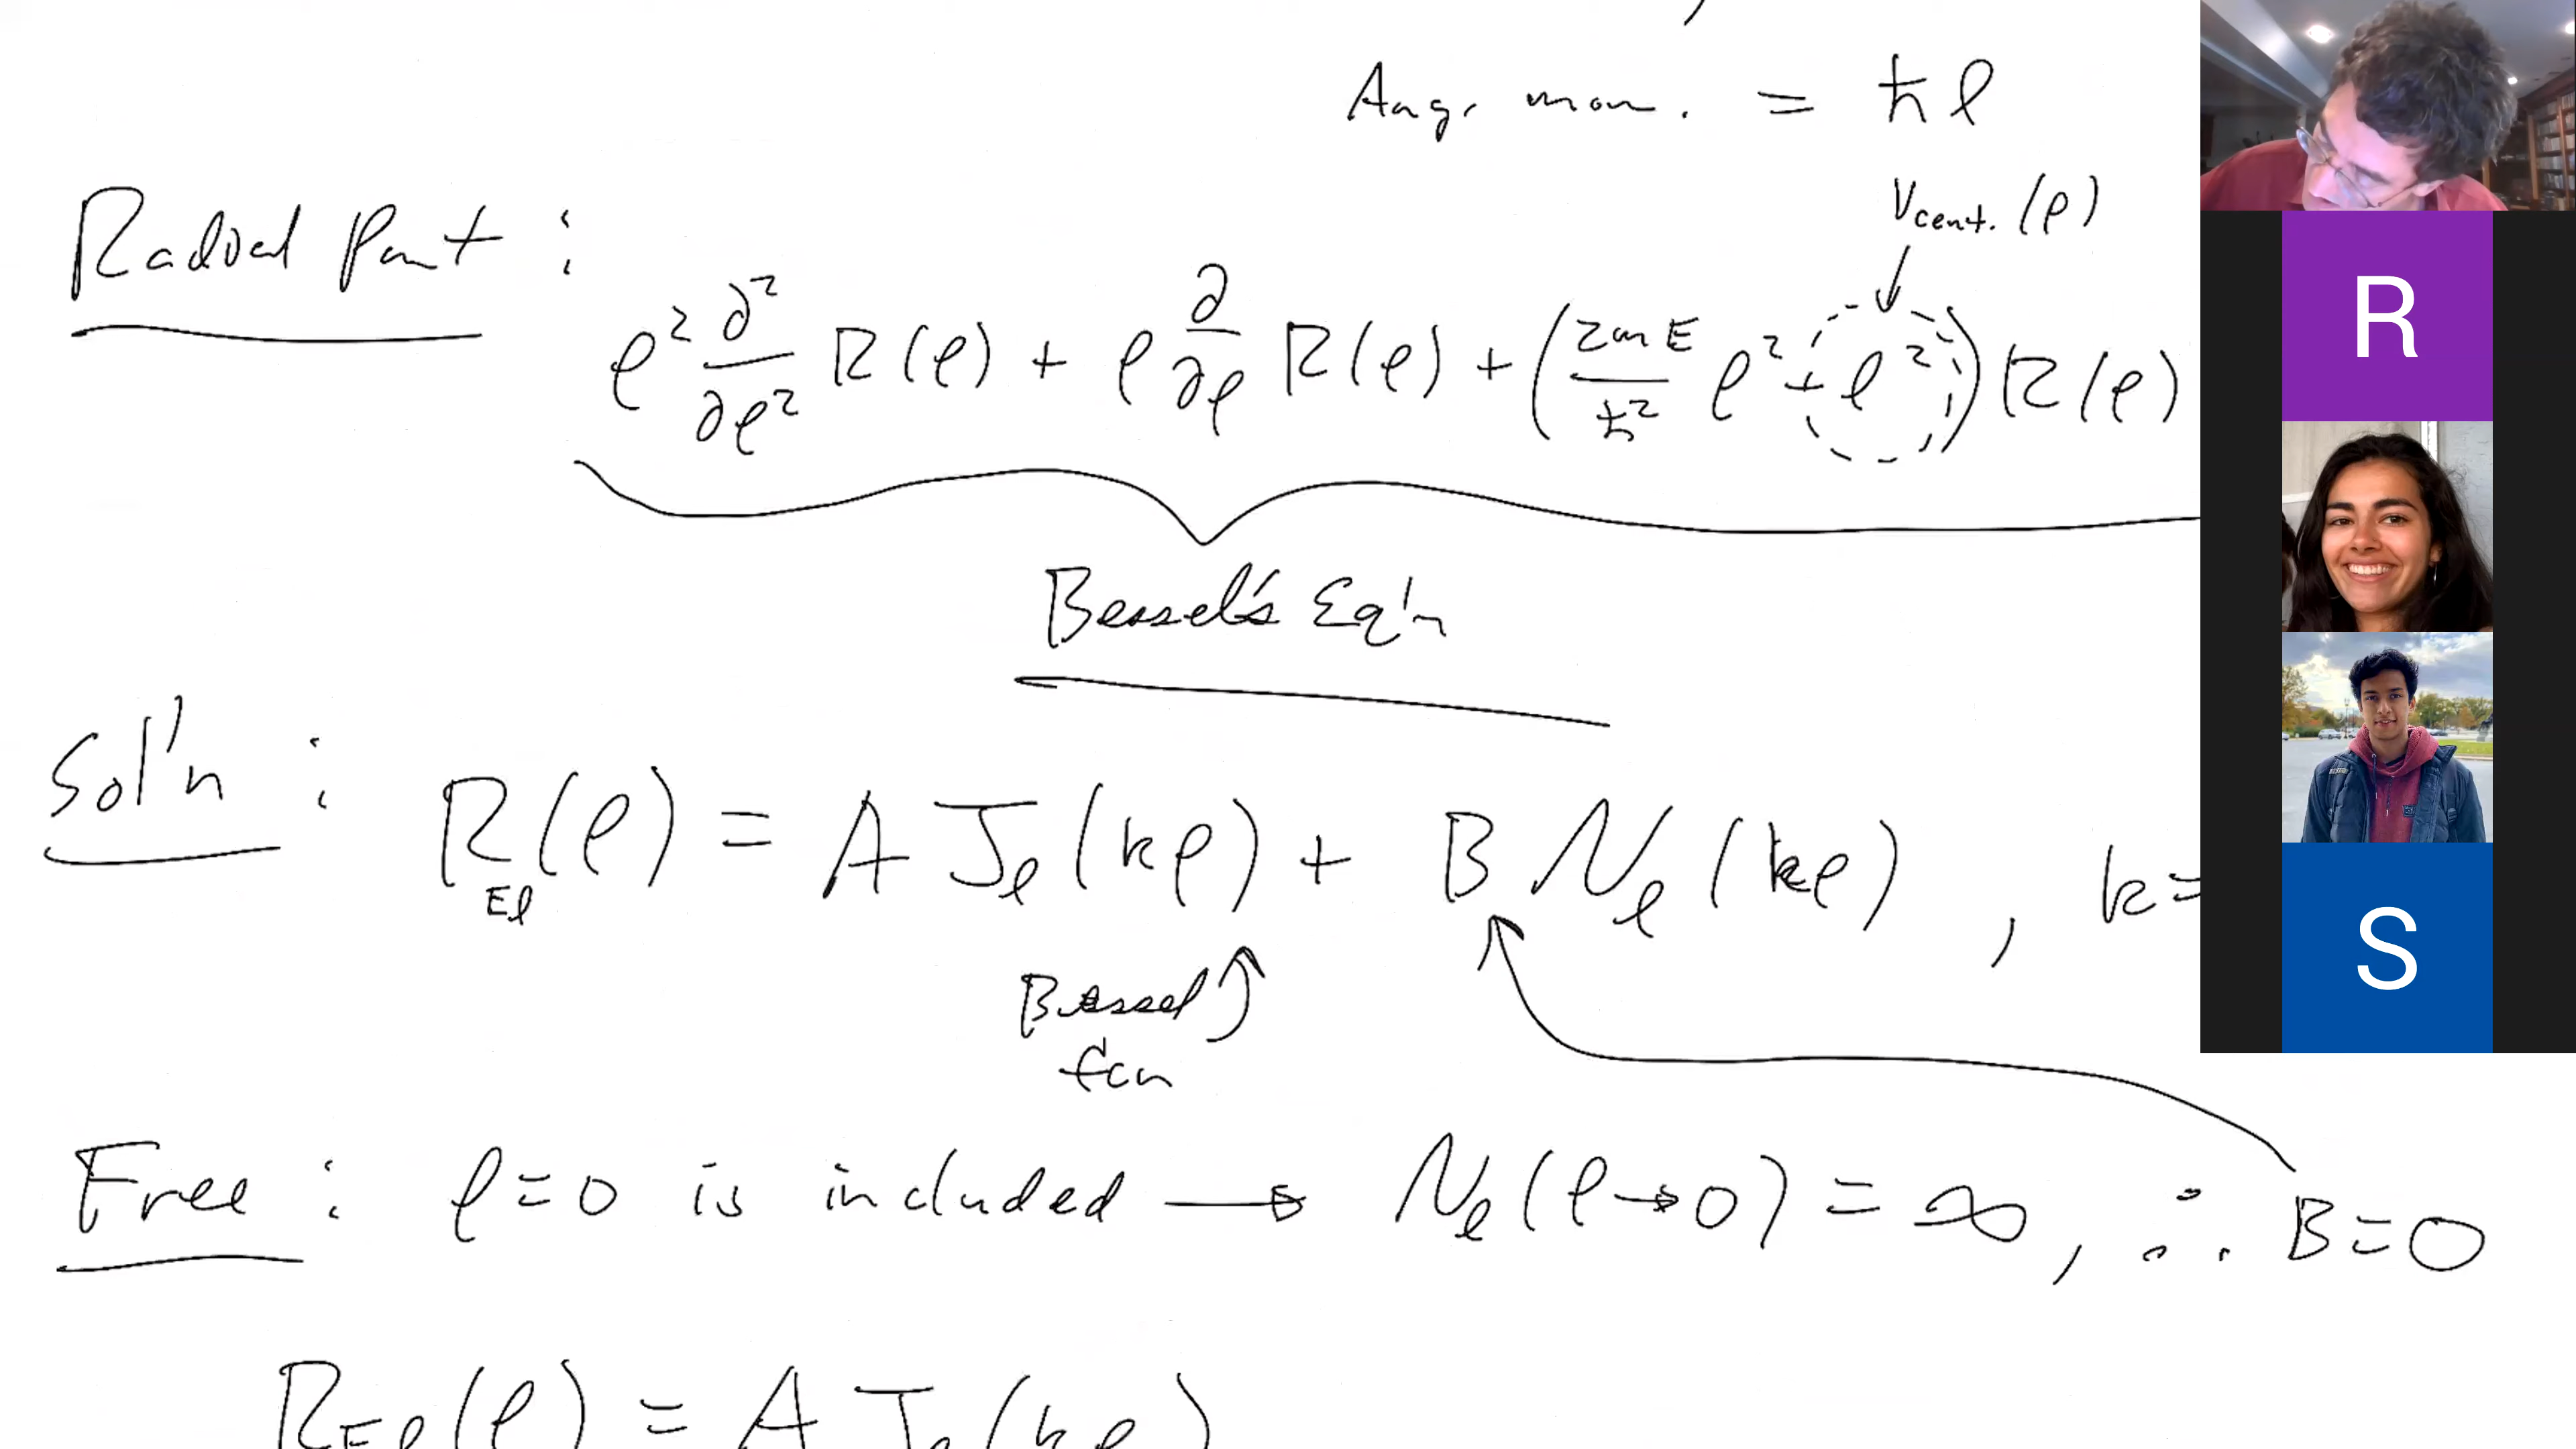 Ang. mom. = ħ ℓ
V_cent. (ρ)
Radial Part :
ρ² ∂²/∂ρ² R(ρ) + ρ ∂/∂ρ R(ρ) + (2mE/ħ² ρ² + ℓ²) R(ρ)
Bessel's Eq'n
Sol'n : R_Eℓ(ρ) = A J_ℓ(kρ) + B N_ℓ(kρ) , k=
Bessel
fcn
Free : ρ=0 is included → N_ℓ(ρ→0) = ∞, ∴ B=0
R_Eℓ(ρ) = A J_ℓ(kρ)
R
S